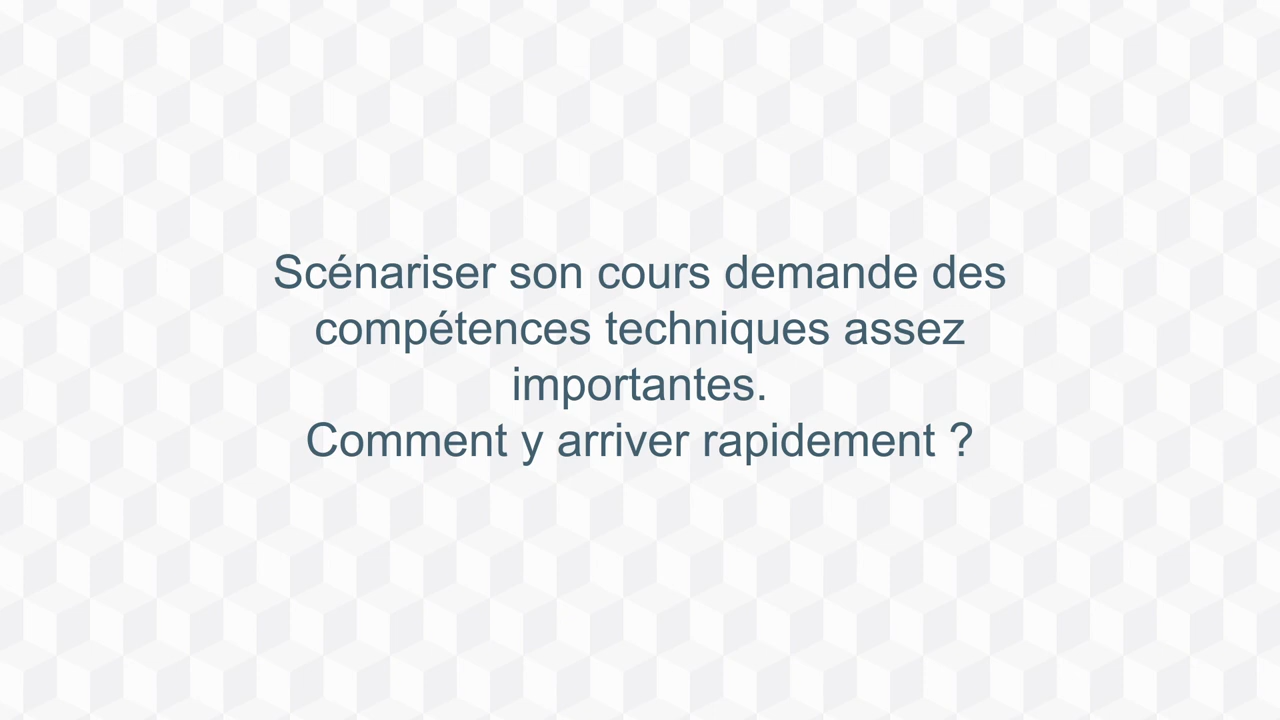 Scénariser son cours demande des
compétences techniques assez
importantes.
Comment y arriver rapidement ?